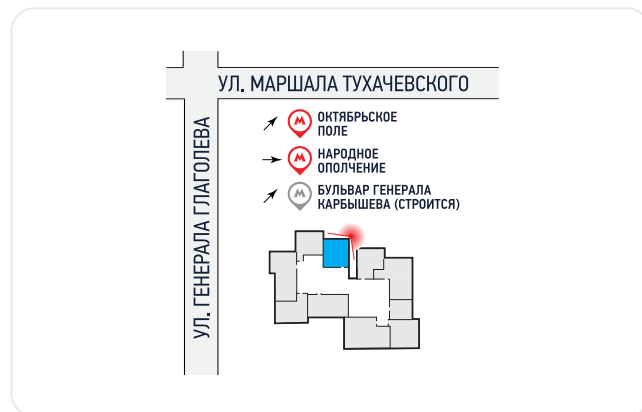 УЛ. МАРШАЛА ТУХАЧЕВСКОГО
УЛ. ГЕНЕРАЛА ГЛАГОЛЕВА
М ОКТЯБРЬСКОЕ
ПОЛЕ
М НАРОДНОЕ
ОПОЛЧЕНИЕ
М БУЛЬВАР ГЕНЕРАЛА
КАРБЫШЕВА (СТРОИТСЯ)